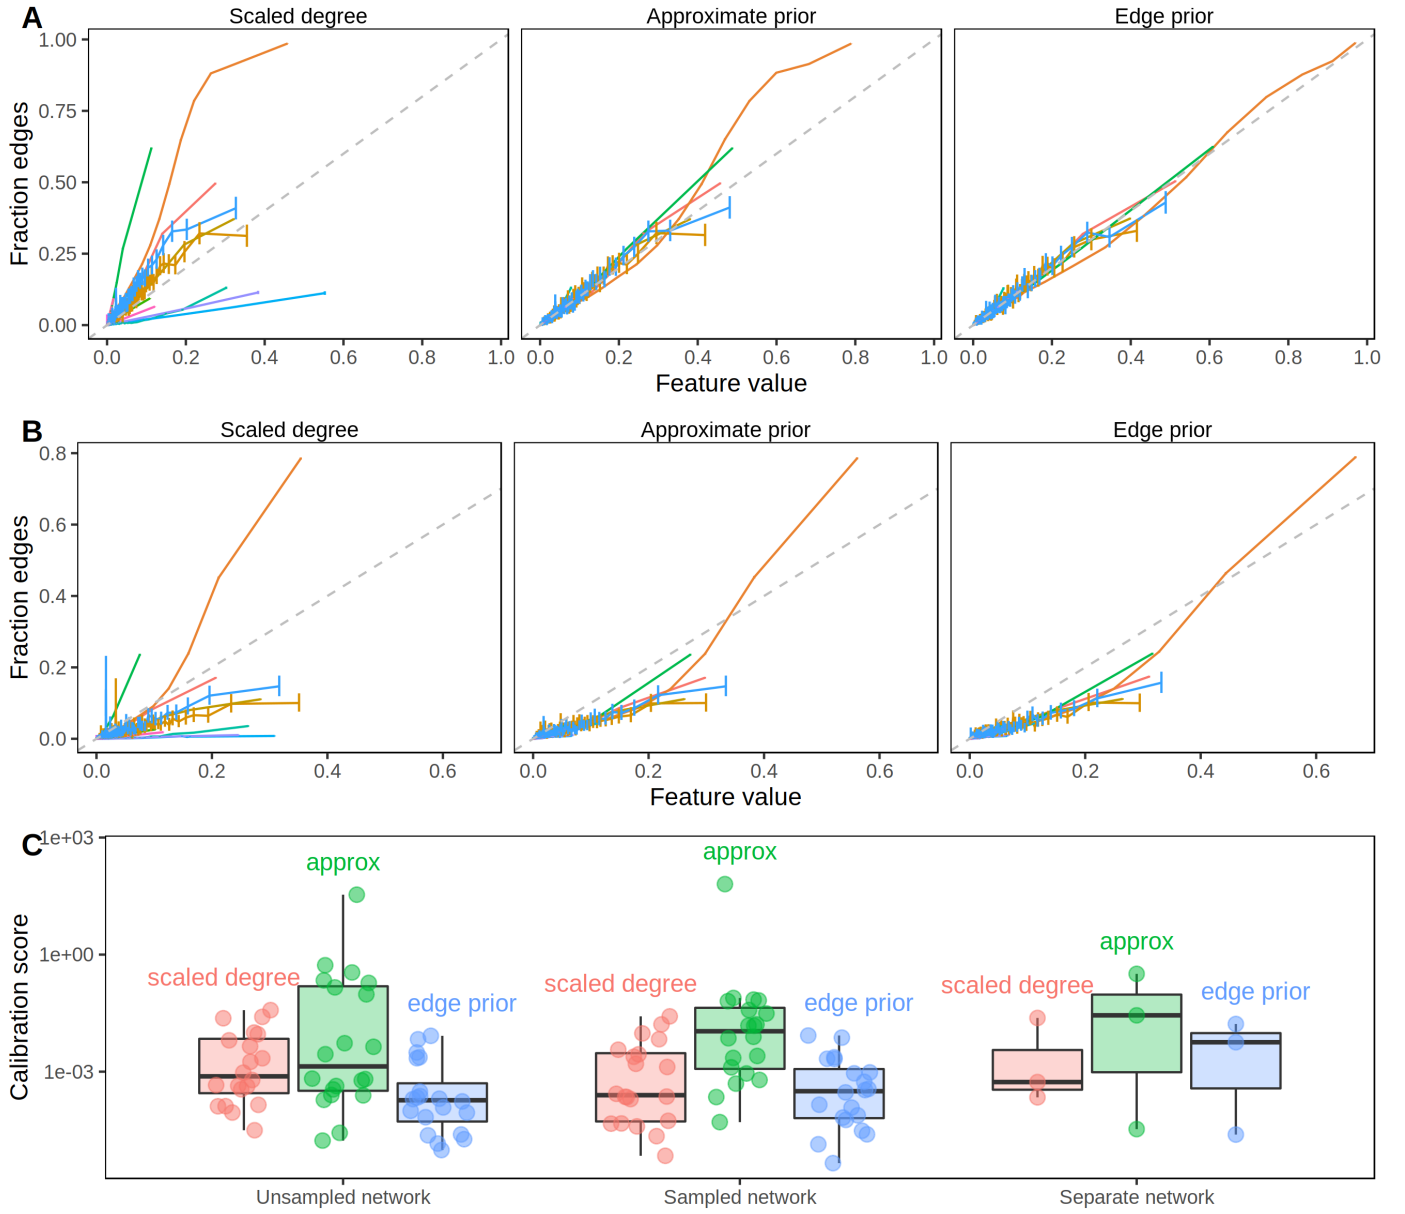 A
Scaled degree
Approximate prior
Edge prior
Fraction edges
1.00
0.75
0.50
0.25
0.00
0.0 0.2 0.4 0.6 0.8 1.0
0.0 0.2 0.4 0.6 0.8 1.0
0.0 0.2 0.4 0.6 0.8 1.0
Feature value
B
Scaled degree
Approximate prior
Edge prior
Fraction edges
0.8
0.6
0.4
0.2
0.0
0.0 0.2 0.4 0.6
0.0 0.2 0.4 0.6
0.0 0.2 0.4 0.6
Feature value
C
Calibration score
1e+03
1e+00
1e-03
scaled degree
approx
edge prior
scaled degree
approx
edge prior
scaled degree
approx
edge prior
Unsampled network
Sampled network
Separate network